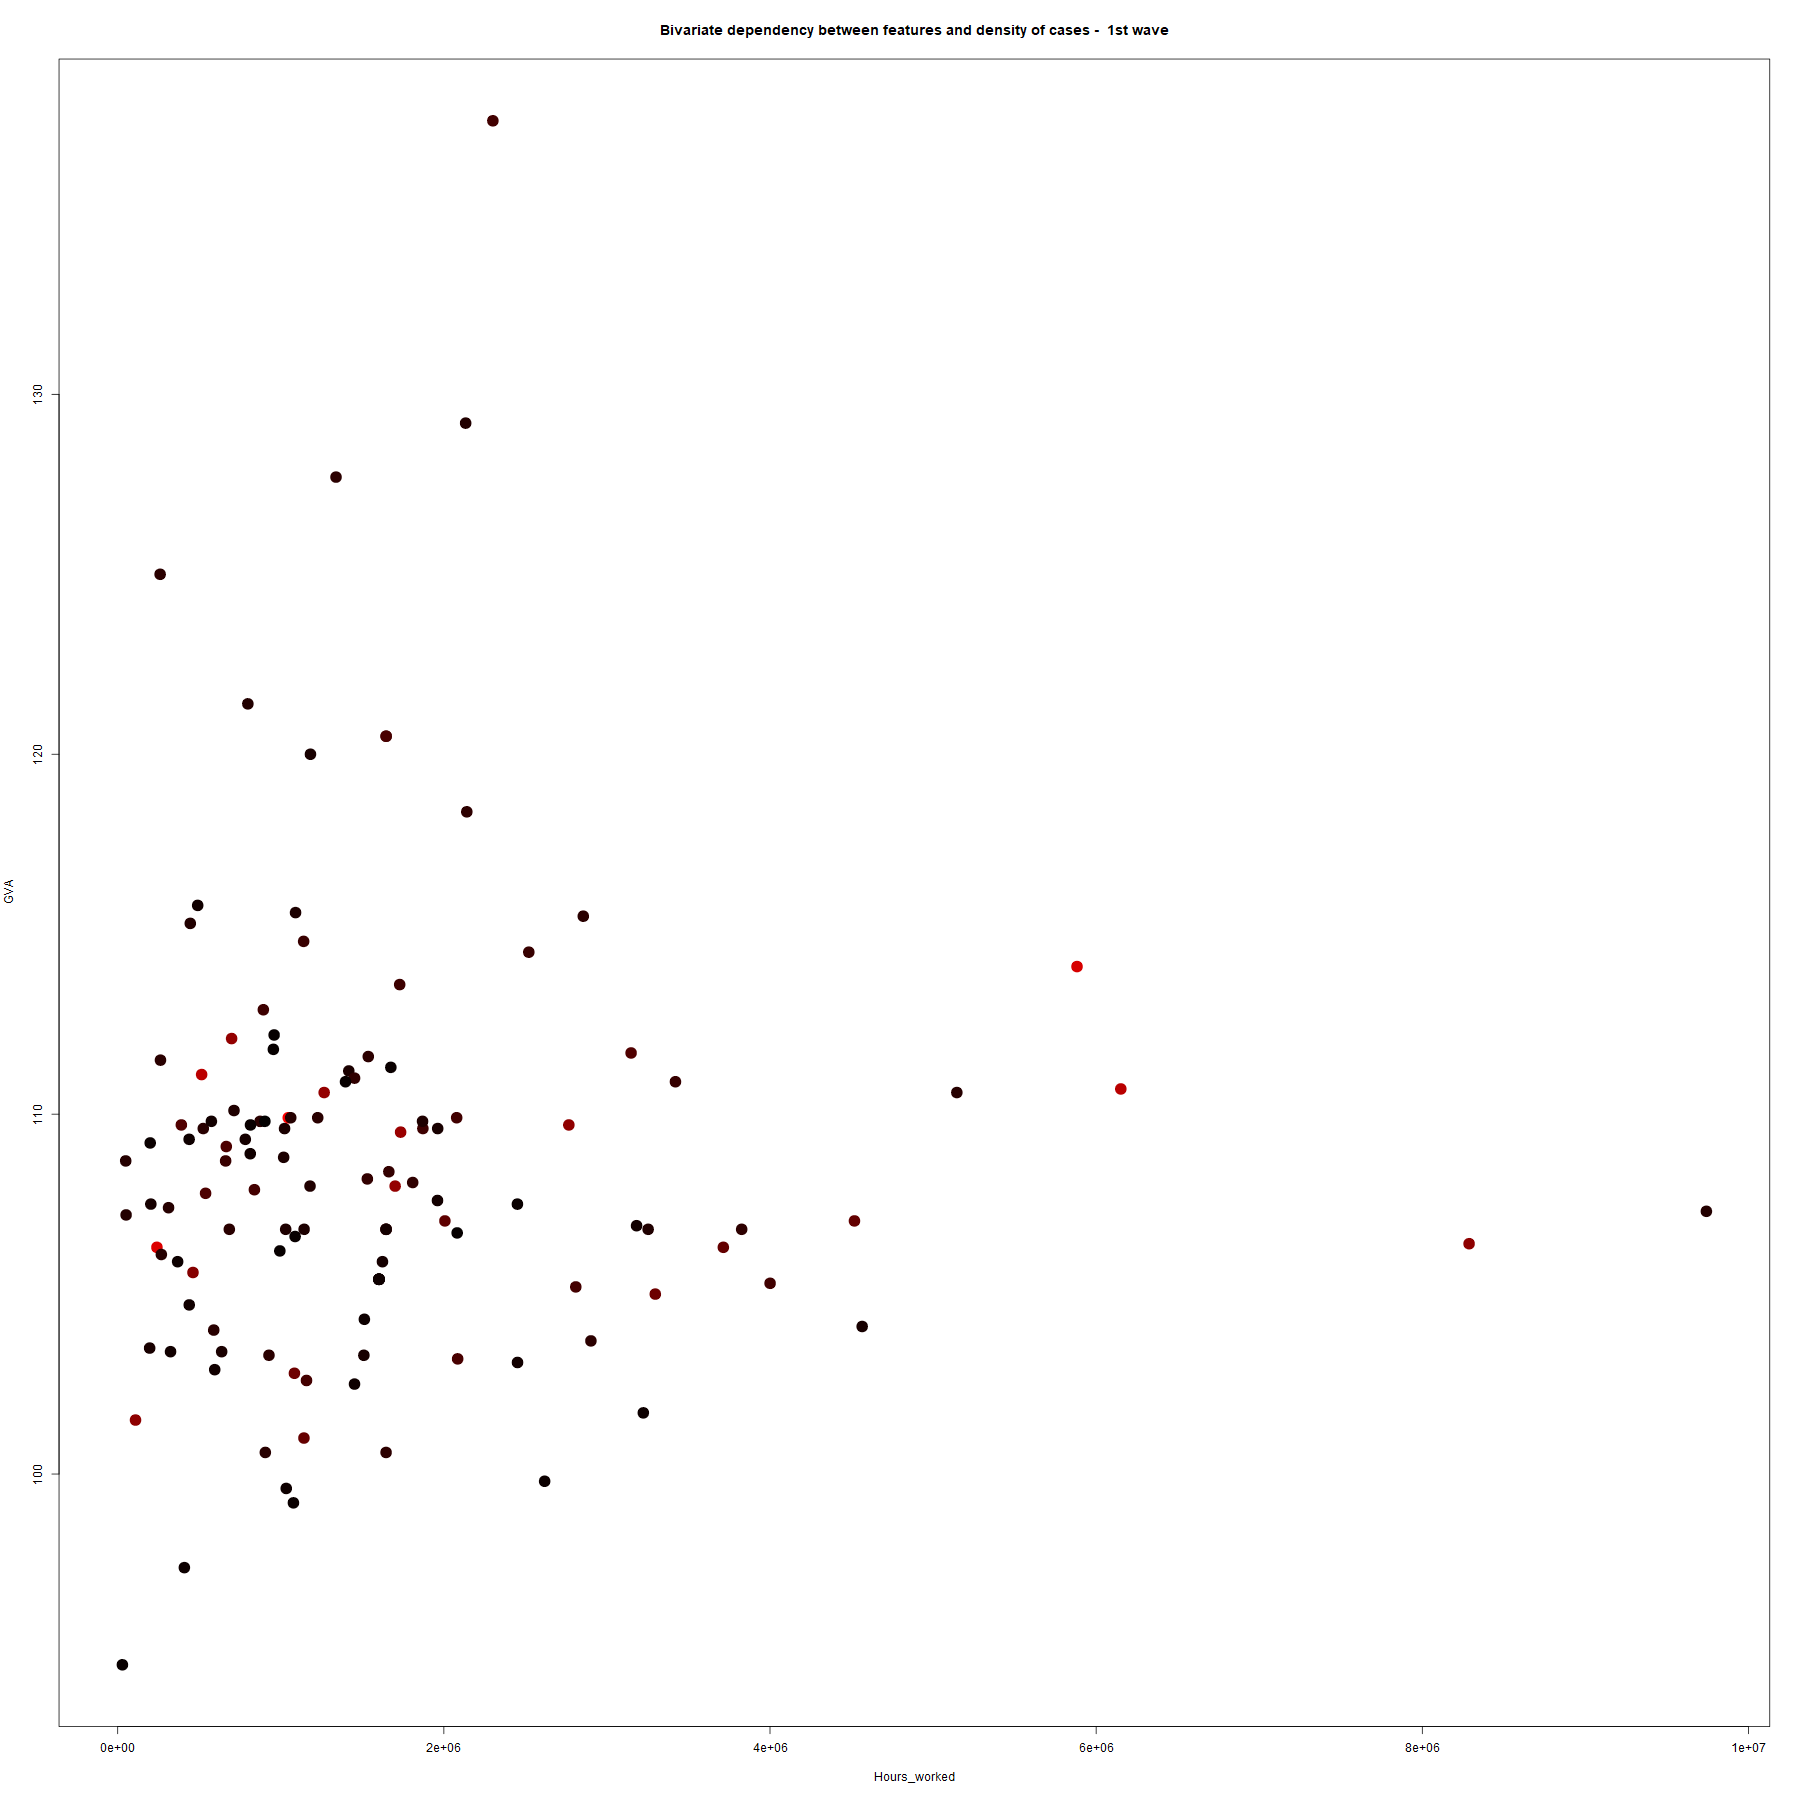 Bivariate dependency between features and density of cases -  1st wave
130
120
GVA
110
100
0e+00 2e+06 4e+06 6e+06 8e+06 1e+07
Hours_worked